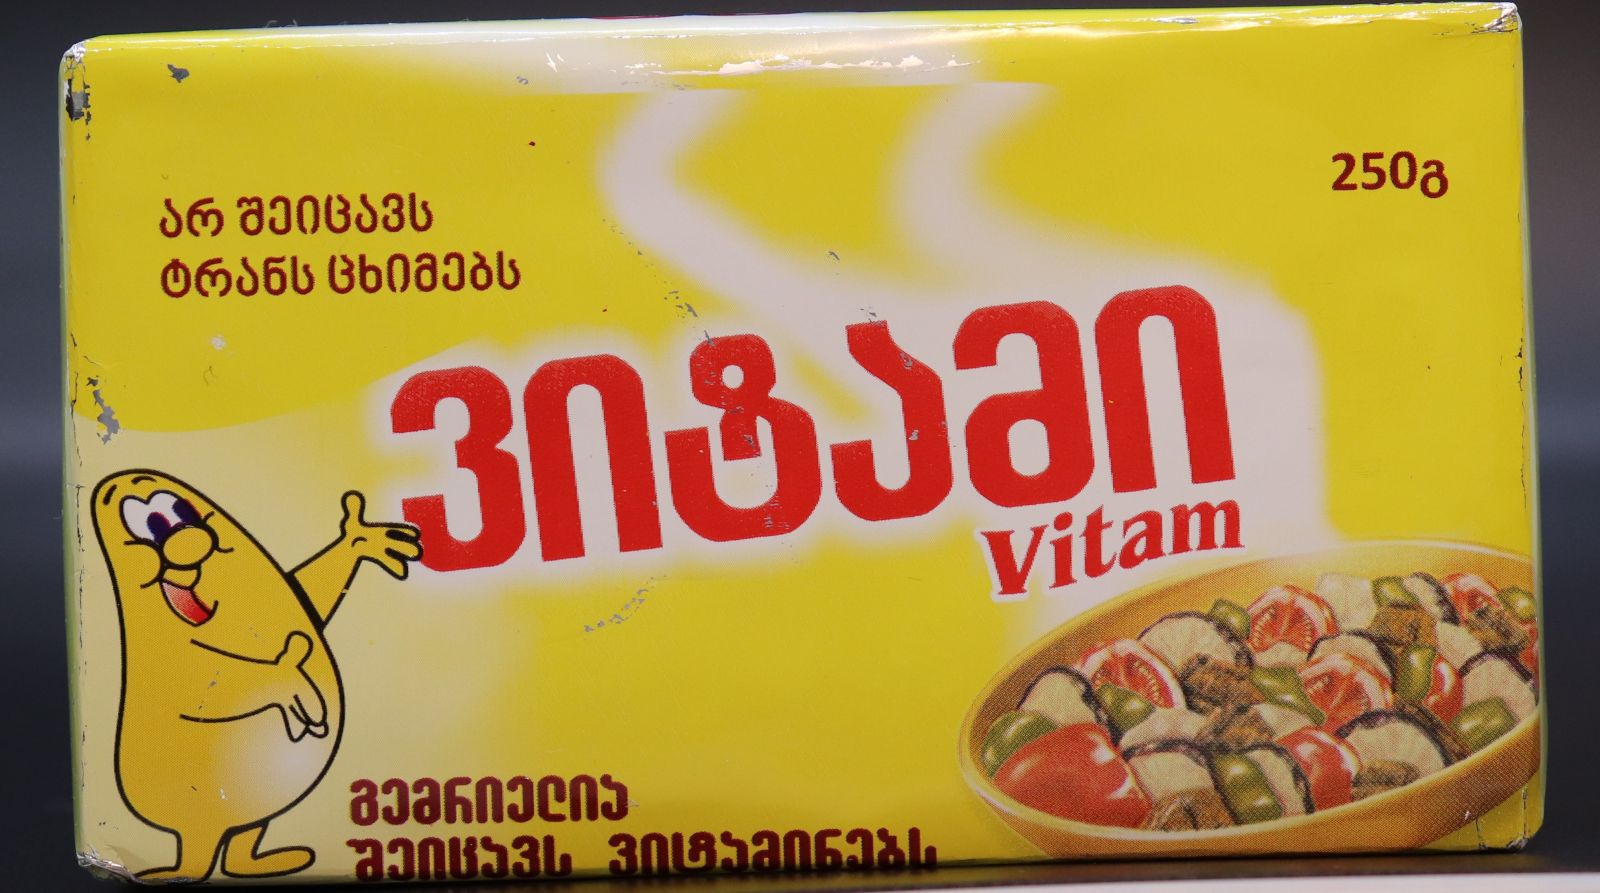 250გ
არ შეიცავს
ტრანს ცხიმებს
ვიტამი
Vitam
გემრიელია
შეიცავს ვიტამინებს